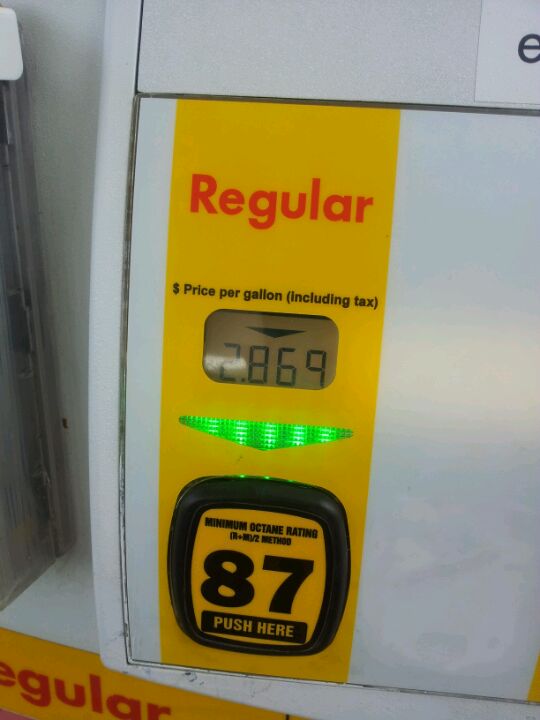 e
Regular
$ Price per gallon (including tax)
2.869
MINIMUM OCTANE RATING
(R+M)/2 METHOD
87
PUSH HERE
egular